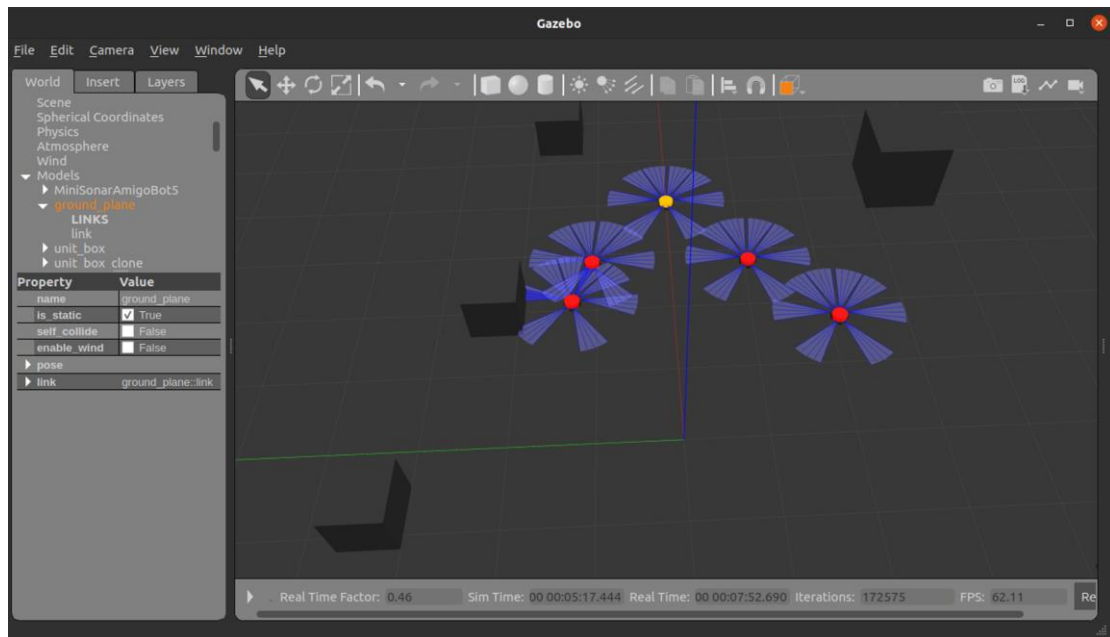 Gazebo
File Edit Camera View Window Help
World Insert Layers
LOG
Scene
Spherical Coordinates
Physics
Atmosphere
Wind
Models
MiniSonarAmigoBot5
ground_plane
LINKS
link
unit_box
unit_box_clone
Property Value
name ground_plane
is_static True
self_collide False
enable_wind False
pose
link ground_plane::link
Real Time Factor: 0.46 Sim Time: 00 00:05:17.444 Real Time: 00 00:07:52.690 Iterations: 172575 FPS: 62.11 Re